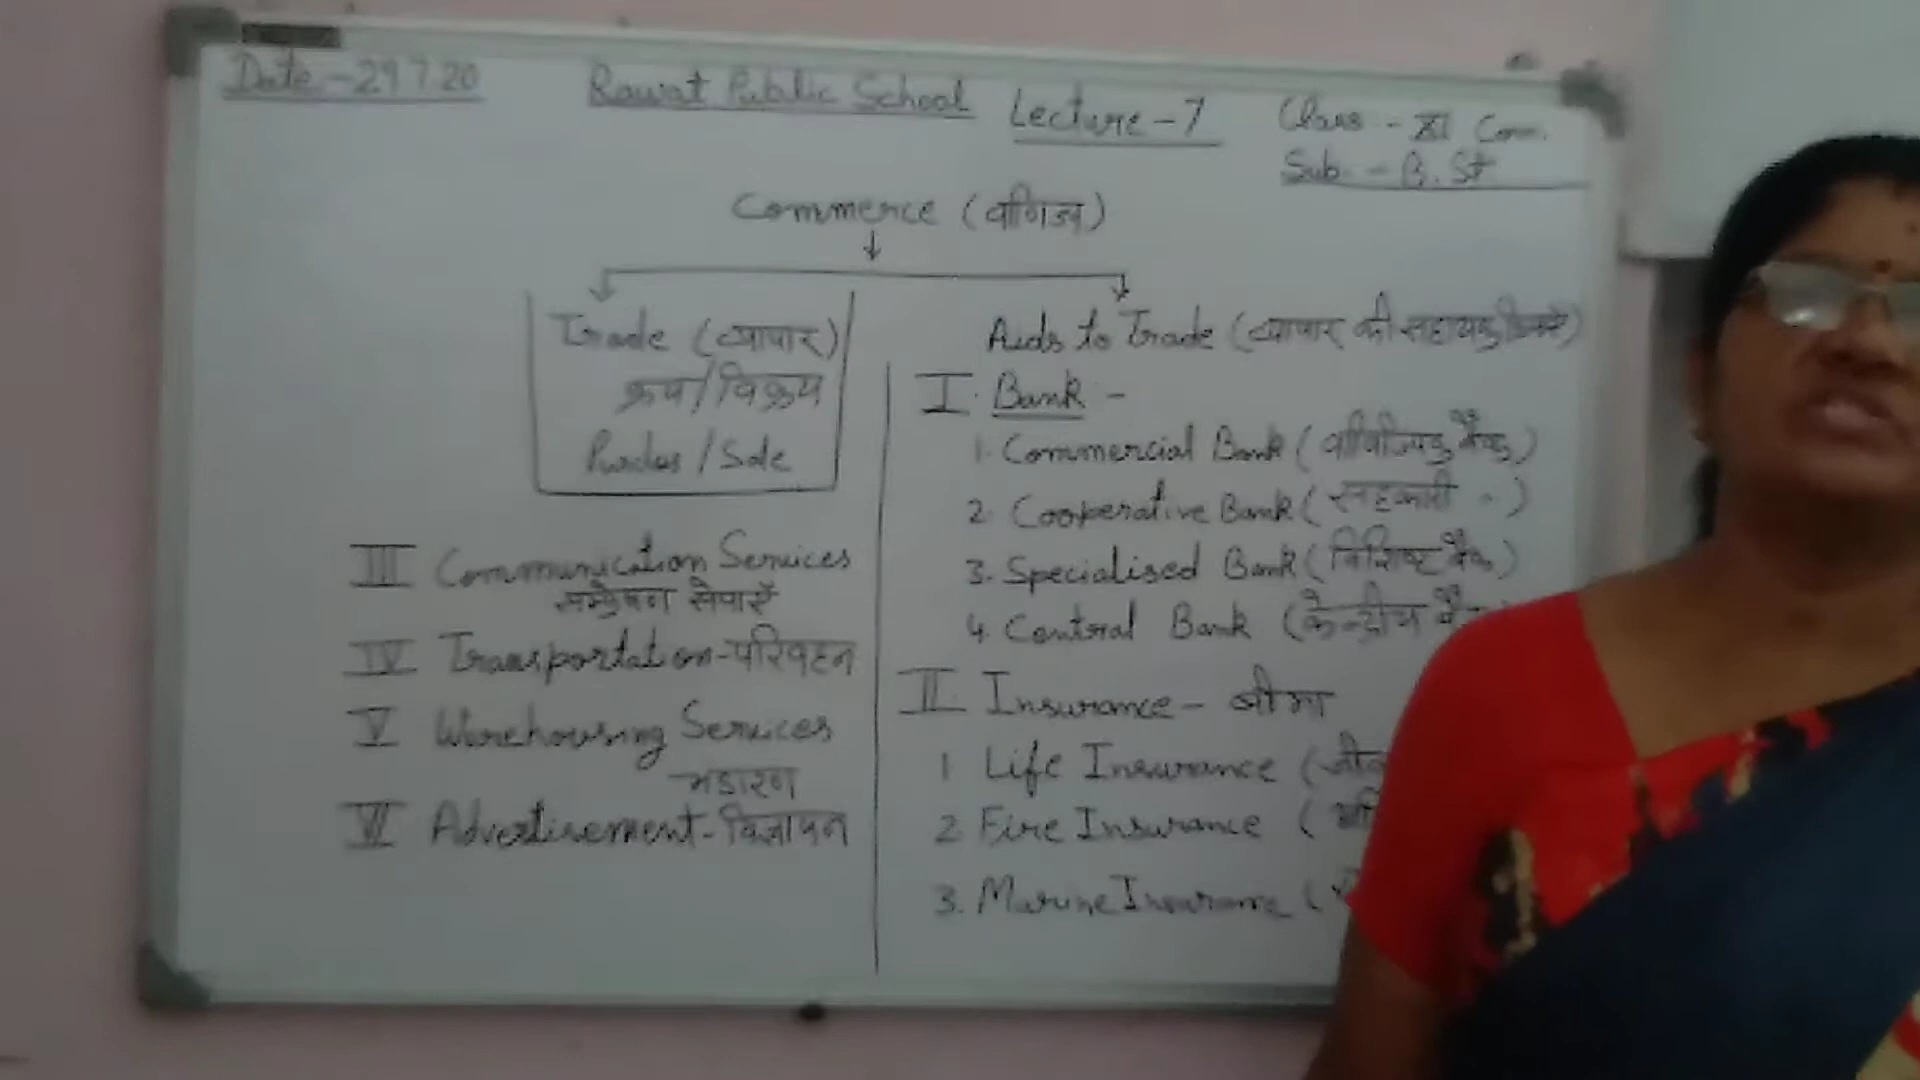 Date - 29 7 20
Rawat Public School
Lecture - 7
Class - XI Com.
Sub. - B. St
Commerce (वाणिज्य)
Trade (व्यापार)
क्रय/विक्रय
/ Sale
Aids to Trade (व्यापार की सहायक
I. Bank -
1. Commercial Bank (
2. Cooperative Bank (सहकारी - )
3. Specialised Bank (विशिष्ट बैंक)
4. Central Bank (केन्द्रीय
II. Insurance - बीमा
1 Life Insurance (
2 Fire Insurance (
3. Marine Insurance (
III Communication Services
सम्प्रेषण सेवाएँ
IV Transportation - परिवहन
V Warehousing Services
VI Advertisement - विज्ञापन